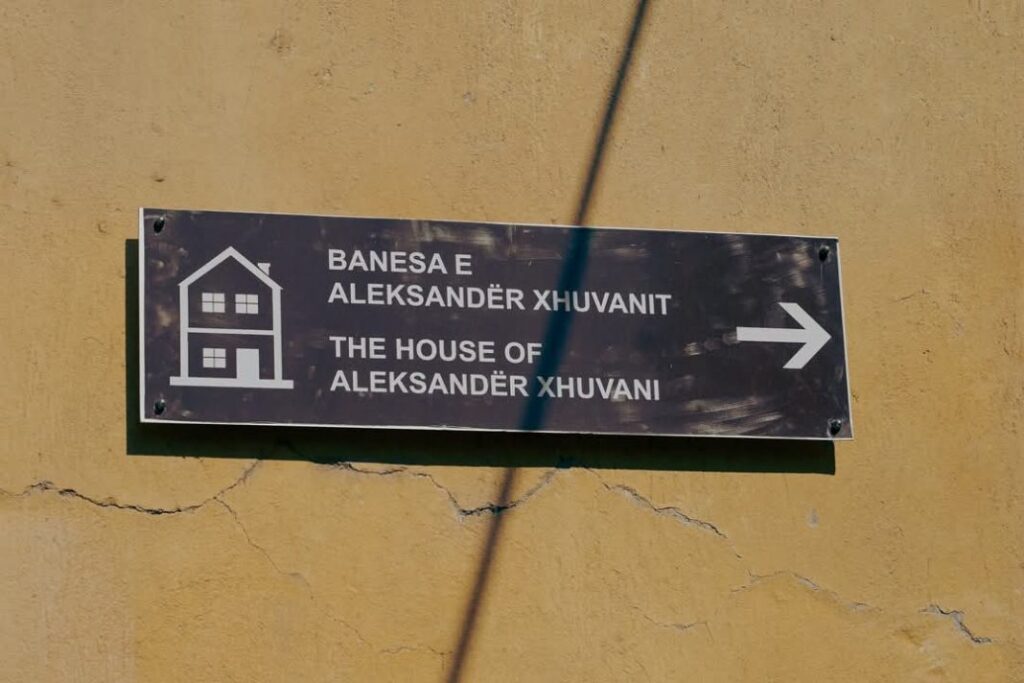 BANESA E
ALEKSANDËR XHUVANIT
THE HOUSE OF
ALEKSANDËR XHUVANI